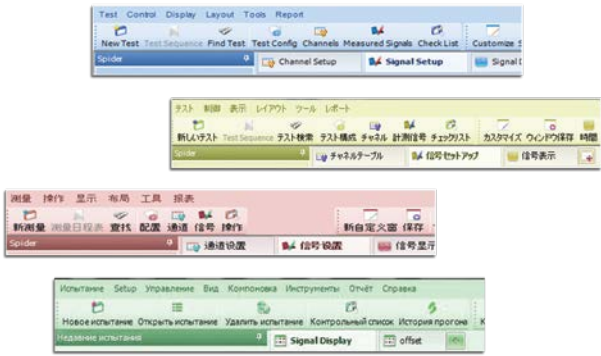 Test Control Display Layout Tools Report
New Test Test Sequence Find Test Test Config Channels Measured Signals Check List Customize S
Spider Channel Setup Signal Setup Signal D
テスト 制御 表示 レイアウト ツール レポート
新しいテスト Test Sequence テスト検索 テスト構成 チャネル 計測信号 チェックリスト カスタマイズ ウィンドウ保存 時間
Spider チャネルテーブル 信号セットアップ 信号表示
测量 操作 显示 布局 工具 报表
新测量 测量日程表 查找 配置 通道 信号 操作 新自定义窗 保存
Spider 通道设置 信号设置 信号显示
Испытание Setup Управление Вид Компоновка Инструменты Отчёт Справка
Новое испытание Открыть испытание Удалить испытание Контрольный список История прогона К
Недавние испытания Signal Display offset